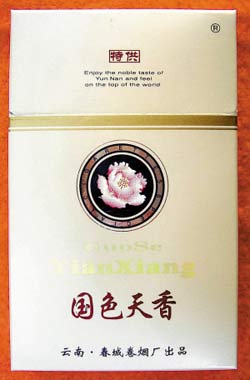 ®
特供
Enjoy the noble taste of
Yun Nan and feel
on the top of the world
GuoSe
TianXiang
国色天香
云南·春城卷烟厂出品